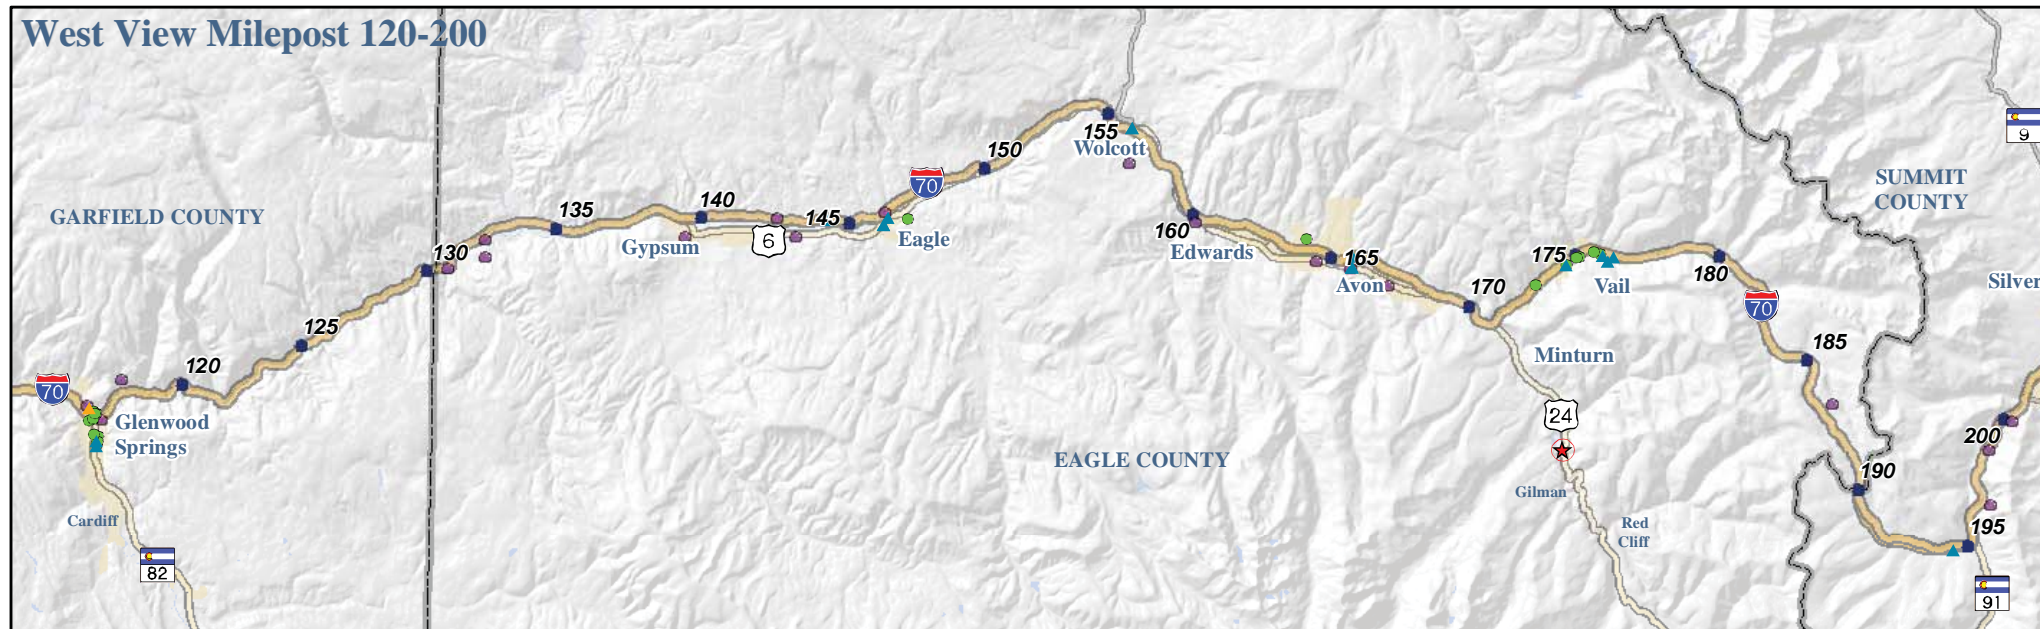 West View Milepost 120-200
9
155
Wolcott
150
70
SUMMIT
COUNTY
GARFIELD COUNTY
140
135
145
Gypsum
6
Eagle
130
160
Edwards
165
Avon
175
Vail
180
170
Silver
70
125
120
70
Minturn
185
Glenwood
Springs
24
EAGLE COUNTY
200
190
Gilman
Cardiff
Red
Cliff
195
82
91